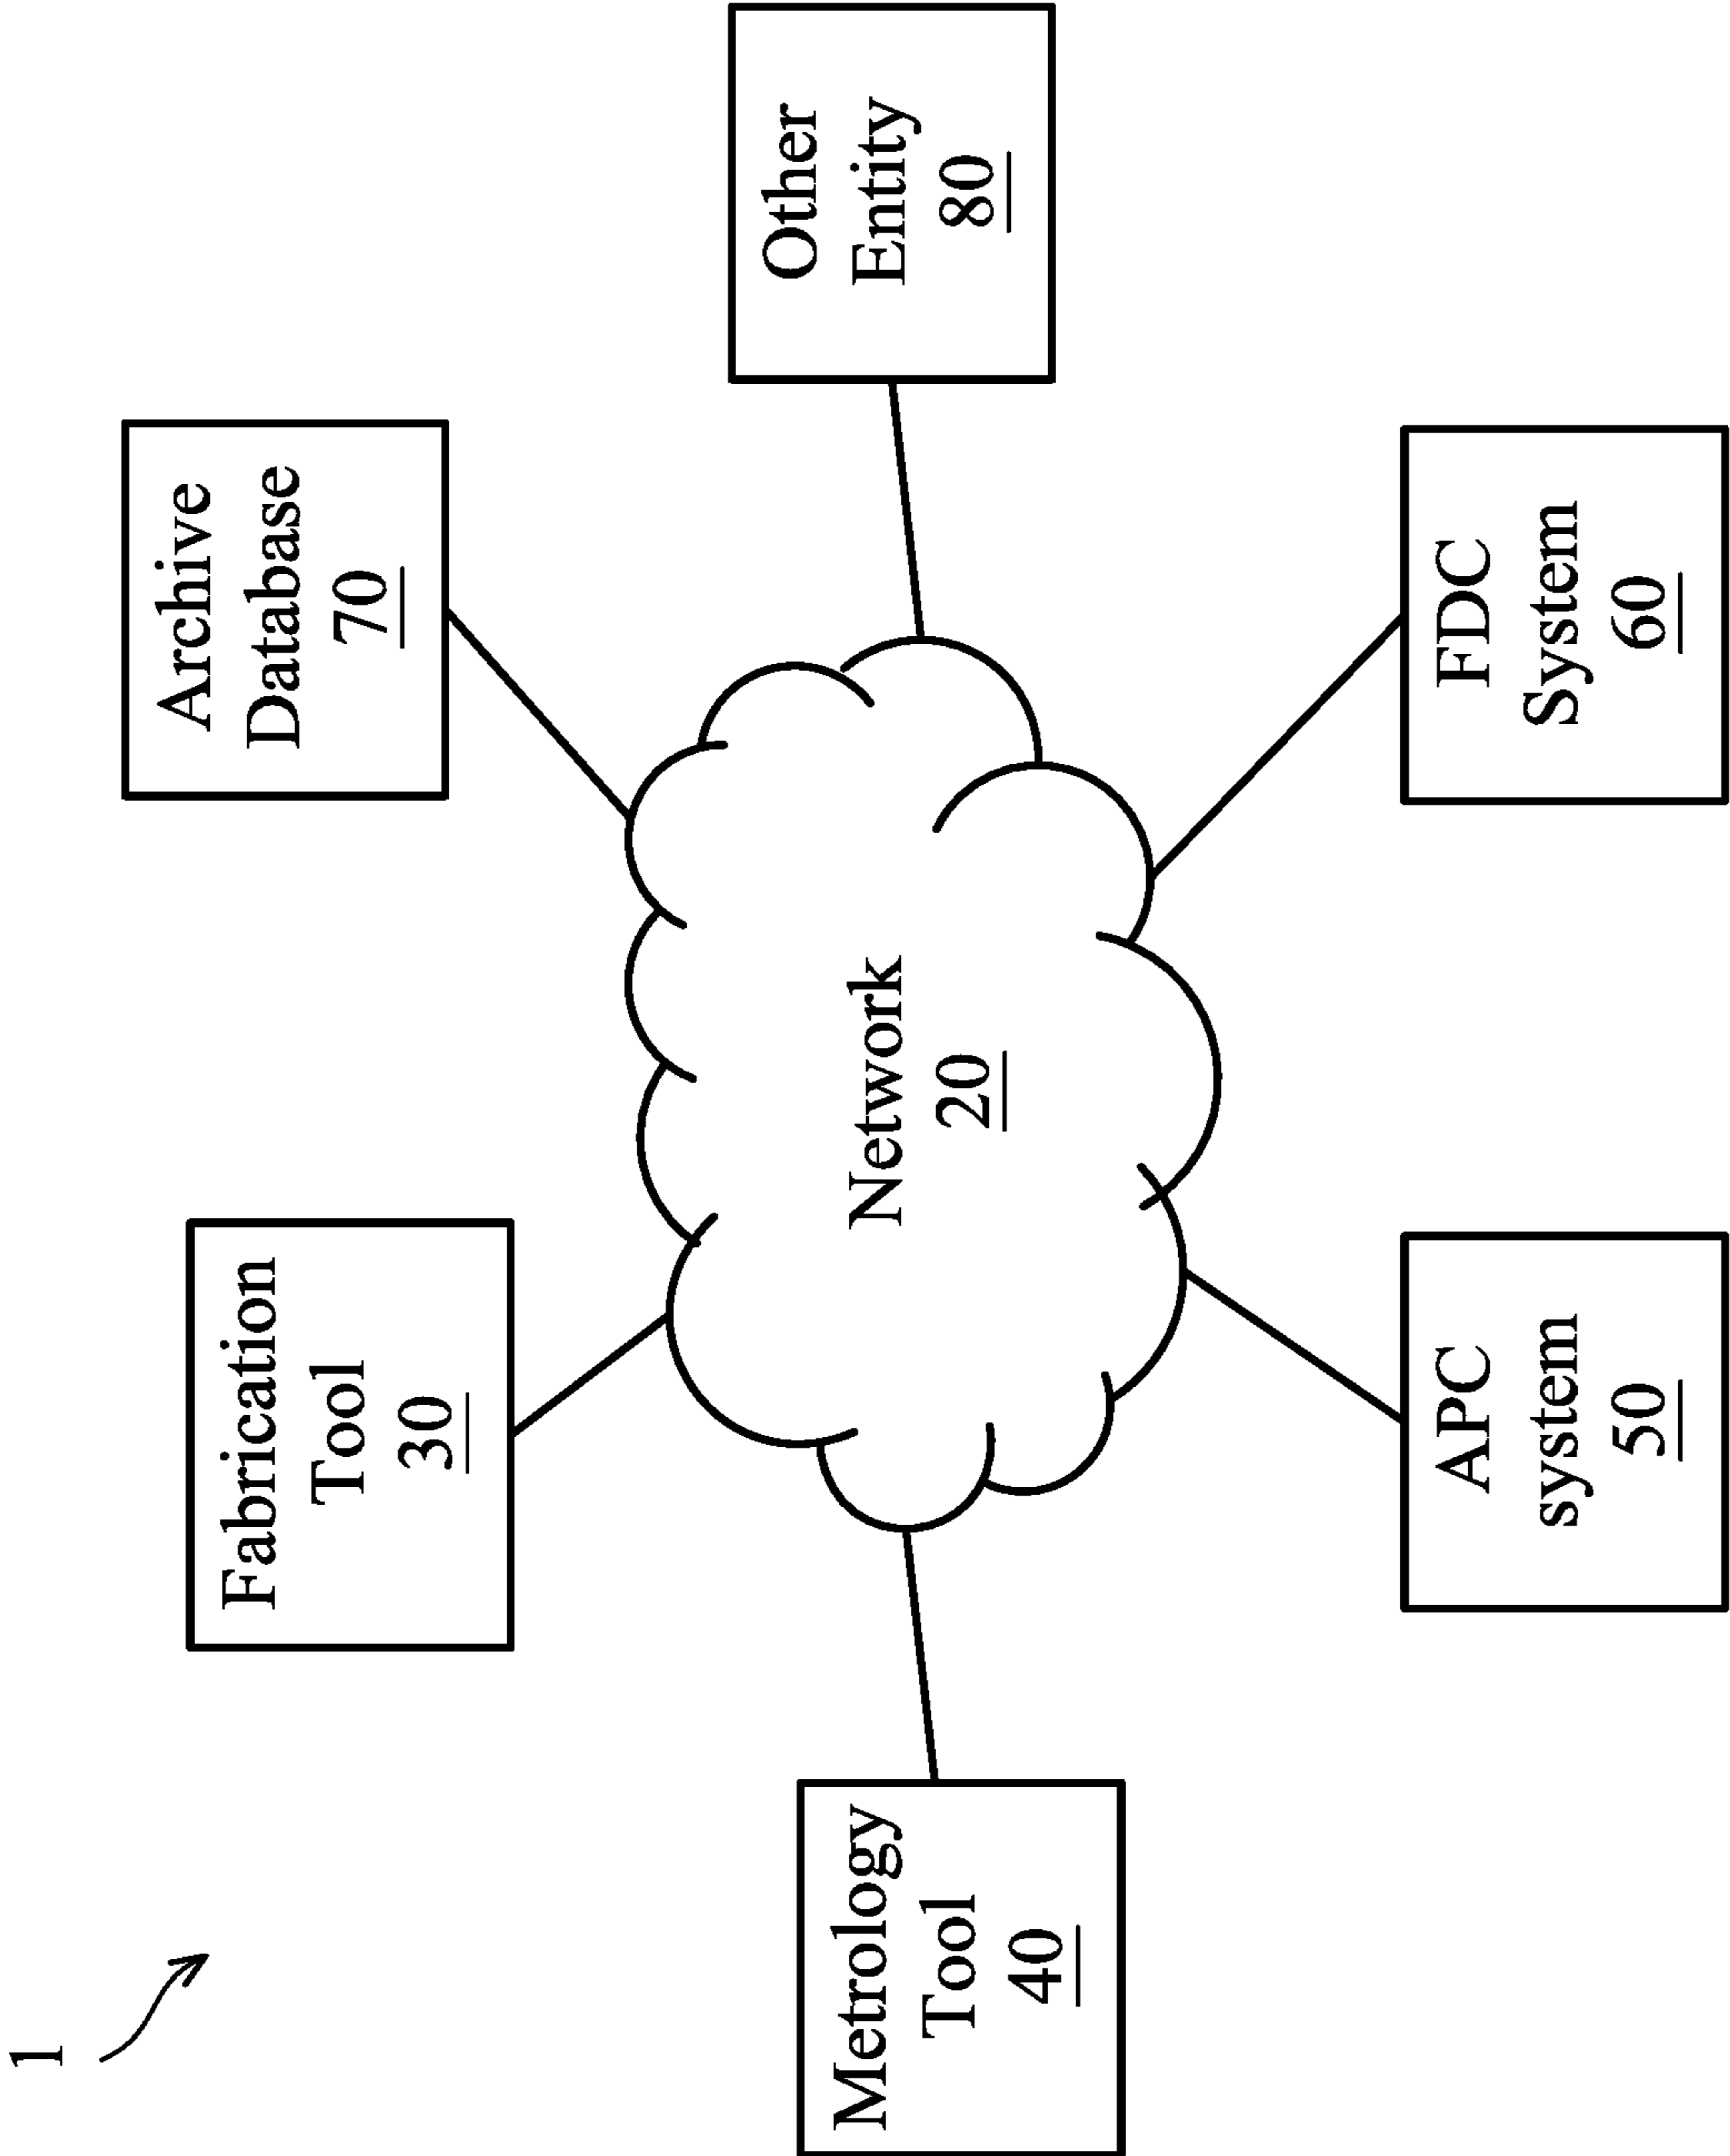 1
Fabrication
Tool
30
Archive
Database
70
Metrology
Tool
40
Network
20
Other
Entity
80
APC
system
50
FDC
System
60